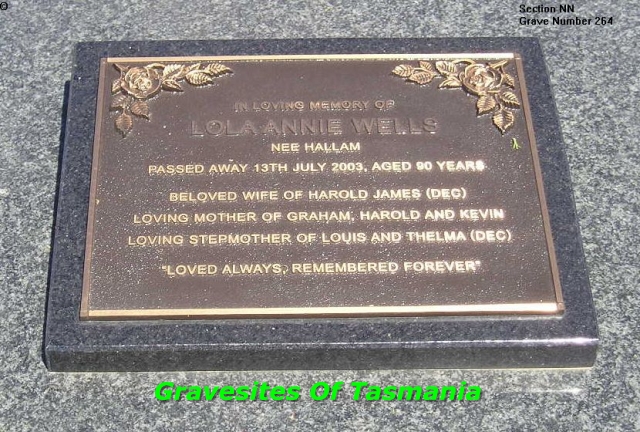 Section NN
Grave Number 264
IN LOVING MEMORY OF
LOLA ANNIE WELLS
NEE HALLAM
PASSED AWAY 13TH JULY 2003, AGED 90 YEARS
BELOVED WIFE OF HAROLD JAMES (DEC)
LOVING MOTHER OF GRAHAM, HAROLD AND KEVIN
LOVING STEPMOTHER OF LOUIS AND THELMA (DEC)
"LOVED ALWAYS, REMEMBERED FOREVER"
Gravesites Of Tasmania